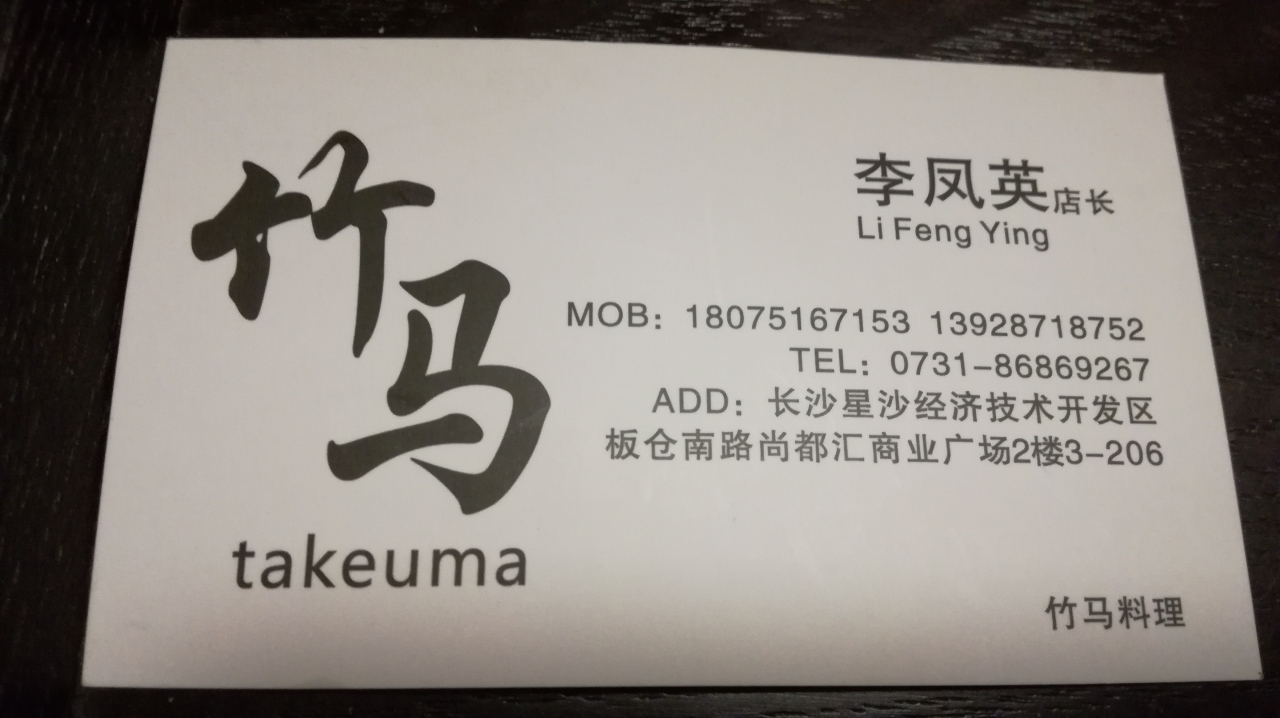 竹马
takeuma
李凤英店长
Li Feng Ying
MOB：18075167153 13928718752
TEL：0731-86869267
ADD：长沙星沙经济技术开发区
板仓南路尚都汇商业广场2楼3-206
竹马料理